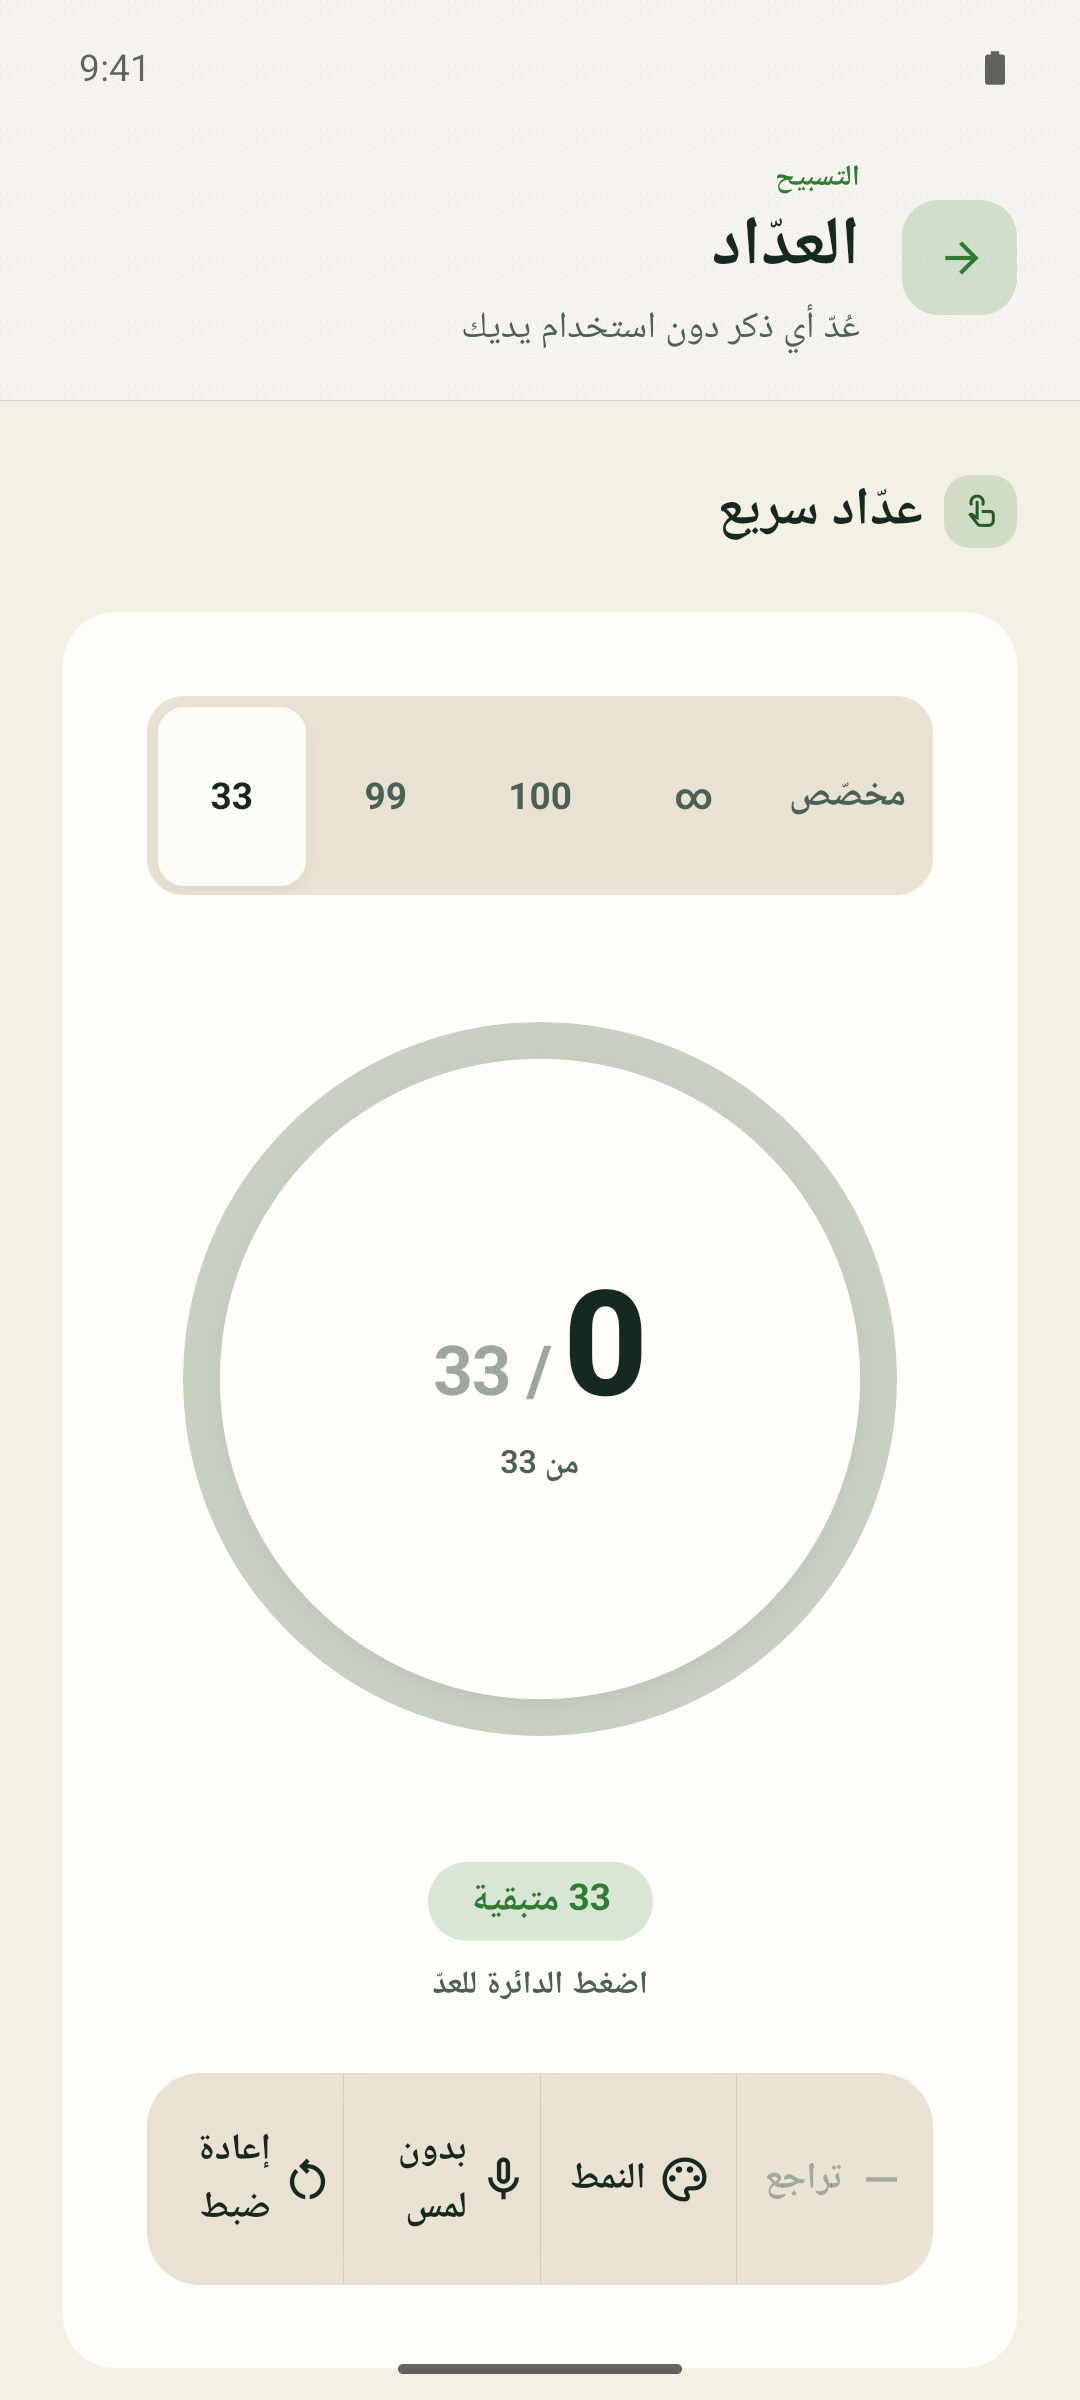 9:41
التسبيح
العدّاد
عُدّ أي ذكر دون استخدام يديك
عدّاد سريع
مخصّص
∞
100
99
33
0 / 33
من 33
33 متبقية
اضغط الدائرة للعدّ
تراجع
النمط
بدون
لمس
إعادة
ضبط